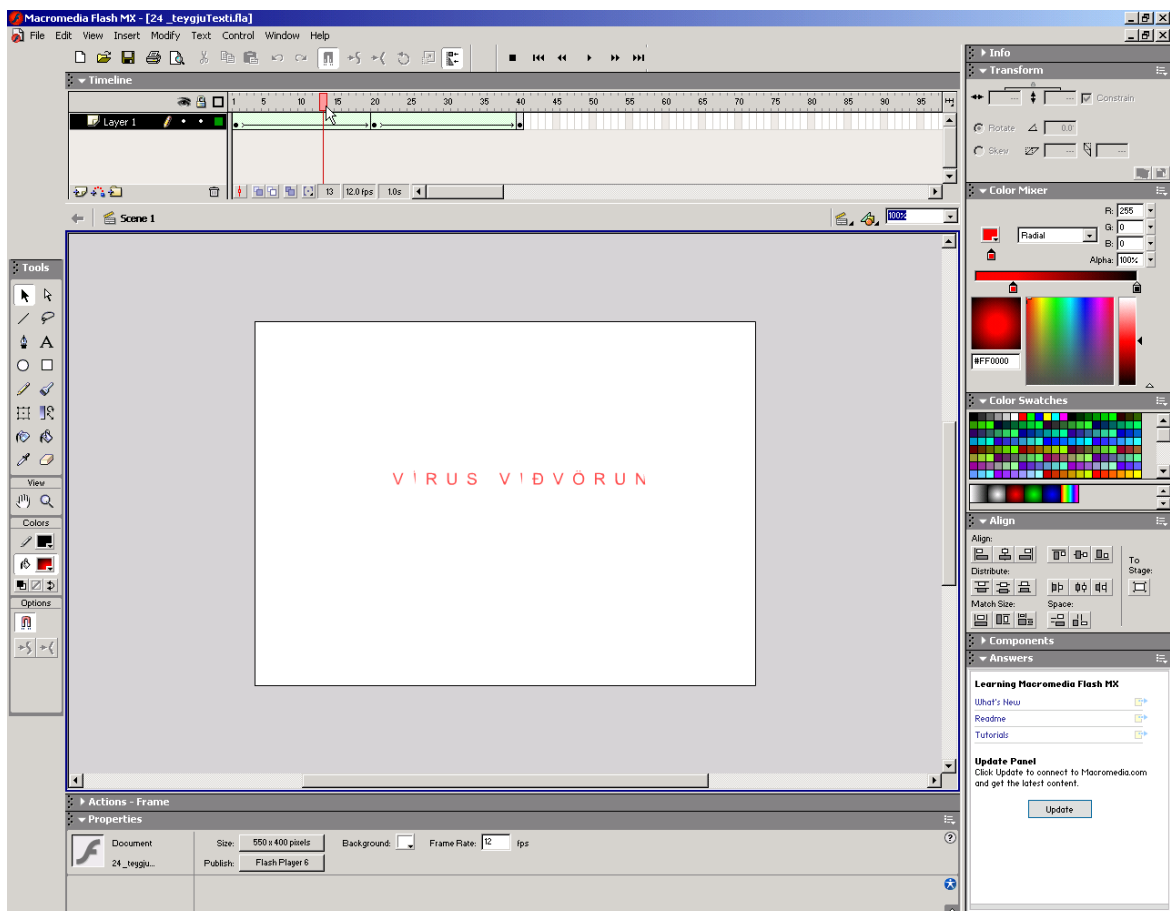 Macromedia Flash MX - [24 _teygjuTexti.fla]
File Edit View Insert Modify Text Control Window Help
Timeline
1 5 10 15 20 25 30 35 40 45 50 55 60 65 70 75 80 85 90 95
Layer 1
13 12.0 fps 1.0s
Scene 1
100%
Tools
View
Colors
Options
VIRUS VIÐVÖRUN
Actions - Frame
Properties
Document
Size: 550 x 400 pixels Background: Frame Rate: 12 fps
24_teygju...
Publish: Flash Player 6
Info
Transform
Constrain
Rotate 0.0
Skew
Color Mixer
R: 255
Radial
G: 0
B: 0
Alpha: 100%
#FF0000
Color Swatches
Align
Align:
To Stage:
Distribute:
Match Size: Space:
Components
Answers
Learning Macromedia Flash MX
What's New
Readme
Tutorials
Update Panel
Click Update to connect to Macromedia.com
and get the latest content.
Update